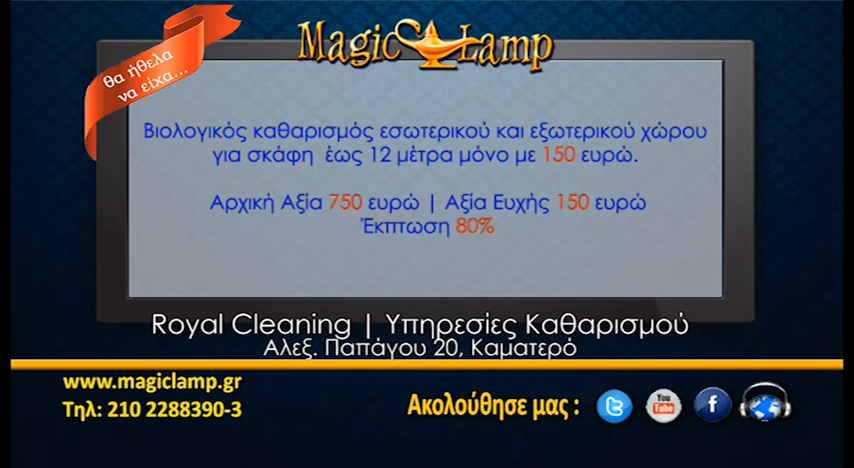 Magic Lamp
θα ήθελα
να είχα...
Βιολογικός καθαρισμός εσωτερικού και εξωτερικού χώρου
για σκάφη έως 12 μέτρα μόνο με 150 ευρώ.
Αρχική Αξία 750 ευρώ | Αξία Ευχής 150 ευρώ
Έκπτωση 80%
Royal Cleaning | Υπηρεσίες Καθαρισμού
Αλεξ. Παπάγου 20, Καματερό
www.magiclamp.gr
Τηλ: 210 2288390-3
Ακολούθησε μας :
You
Tube